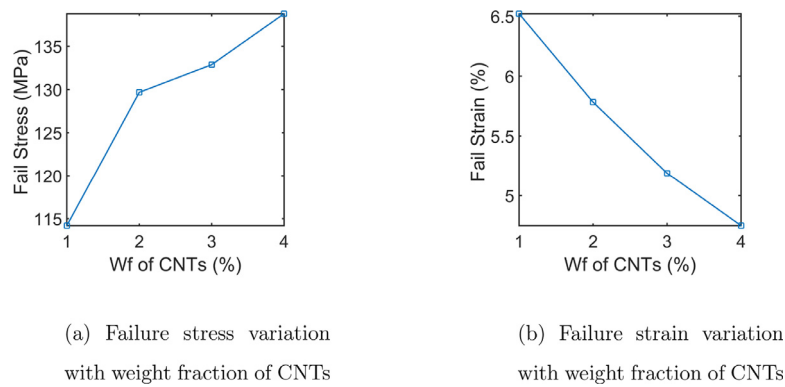 135
130
125
120
115
Fail Stress (MPa)
1 2 3 4
Wf of CNTs (%)
(a) Failure stress variation
with weight fraction of CNTs
6.5
6
5.5
5
Fail Strain (%)
1 2 3 4
Wf of CNTs (%)
(b) Failure strain variation
with weight fraction of CNTs